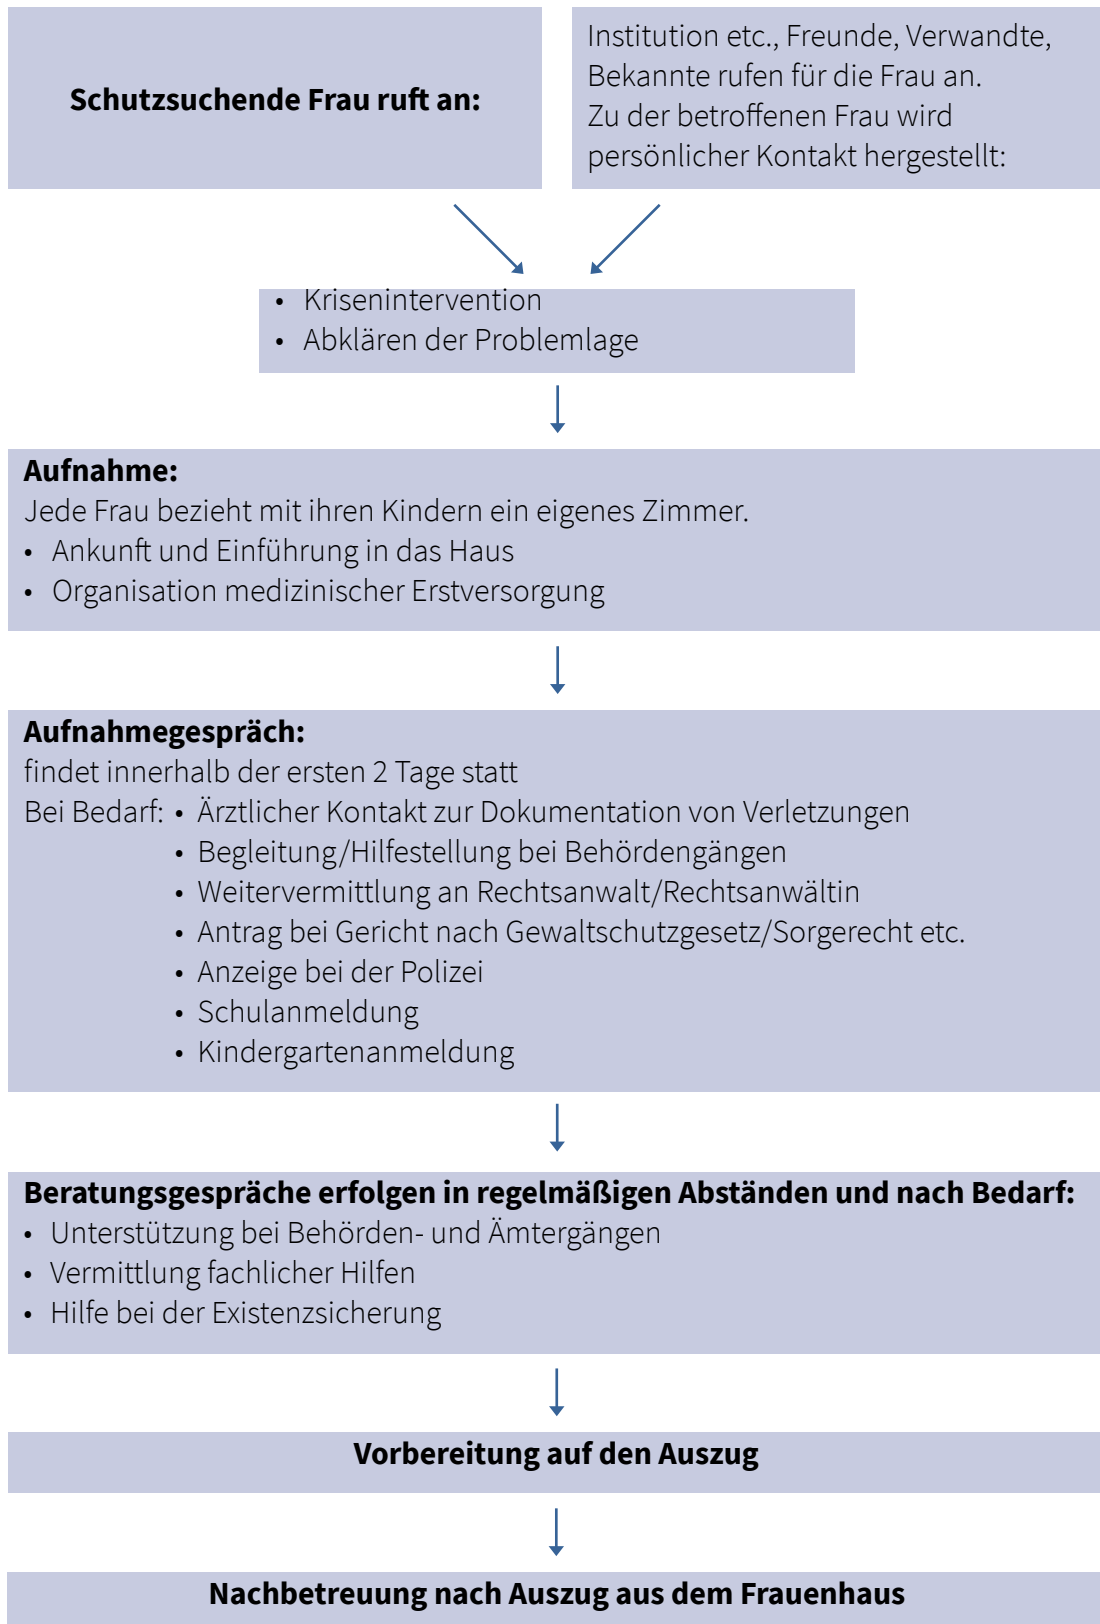 Schutzsuchende Frau ruft an:
Institution etc., Freunde, Verwandte,
Bekannte rufen für die Frau an.
Zu der betroffenen Frau wird
persönlicher Kontakt hergestellt:
• Krisenintervention
• Abklären der Problemlage
Aufnahme:
Jede Frau bezieht mit ihren Kindern ein eigenes Zimmer.
• Ankunft und Einführung in das Haus
• Organisation medizinischer Erstversorgung
Aufnahmegespräch:
findet innerhalb der ersten 2 Tage statt
Bei Bedarf: • Ärztlicher Kontakt zur Dokumentation von Verletzungen
• Begleitung/Hilfestellung bei Behördengängen
• Weitervermittlung an Rechtsanwalt/Rechtsanwältin
• Antrag bei Gericht nach Gewaltschutzgesetz/Sorgerecht etc.
• Anzeige bei der Polizei
• Schulanmeldung
• Kindergartenanmeldung
Beratungsgespräche erfolgen in regelmäßigen Abständen und nach Bedarf:
• Unterstützung bei Behörden- und Ämtergängen
• Vermittlung fachlicher Hilfen
• Hilfe bei der Existenzsicherung
Vorbereitung auf den Auszug
Nachbetreuung nach Auszug aus dem Frauenhaus